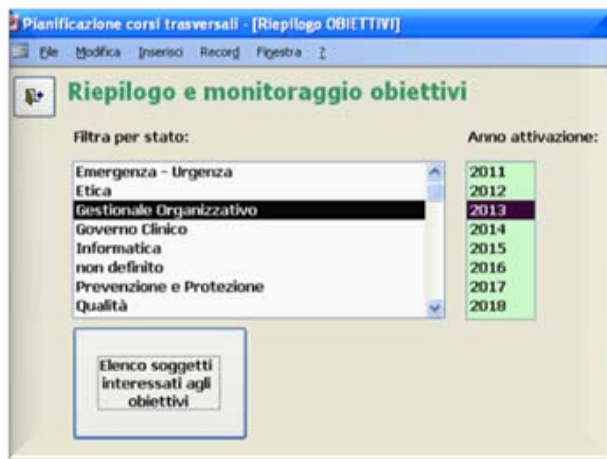 Pianificazione corsi trasversali - [Riepilogo OBIETTIVI]
File Modifica Inserisci Record Finestra ?
Riepilogo e monitoraggio obiettivi
Filtra per stato:
Anno attivazione:
Emergenza - Urgenza
Etica
Gestionale Organizzativo
Governo Clinico
Informatica
non definito
Prevenzione e Protezione
Qualità
2011
2012
2013
2014
2015
2016
2017
2018
Elenco soggetti
interessati agli
obiettivi